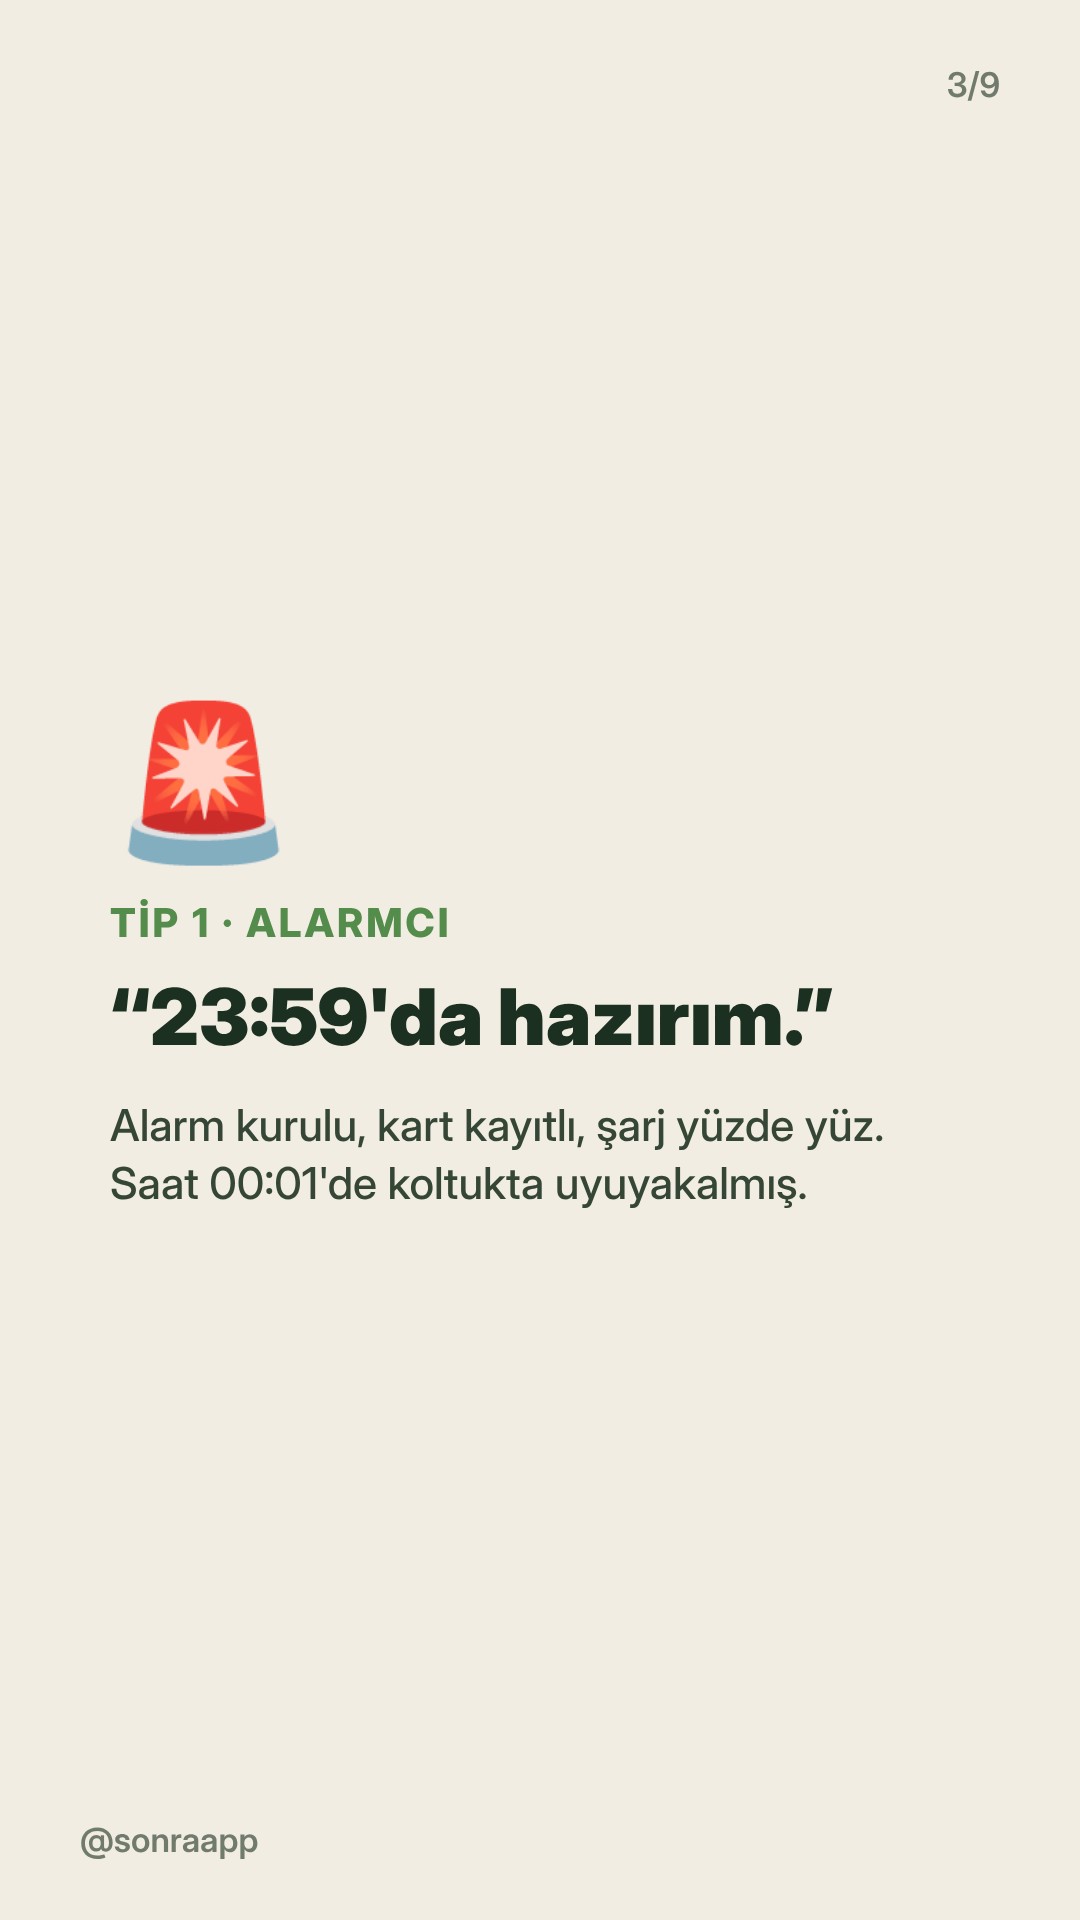 3/9
TİP 1 · ALARMCI
“23:59'da hazırım.”
Alarm kurulu, kart kayıtlı, şarj yüzde yüz.
Saat 00:01'de koltukta uyuyakalmış.
@sonraapp